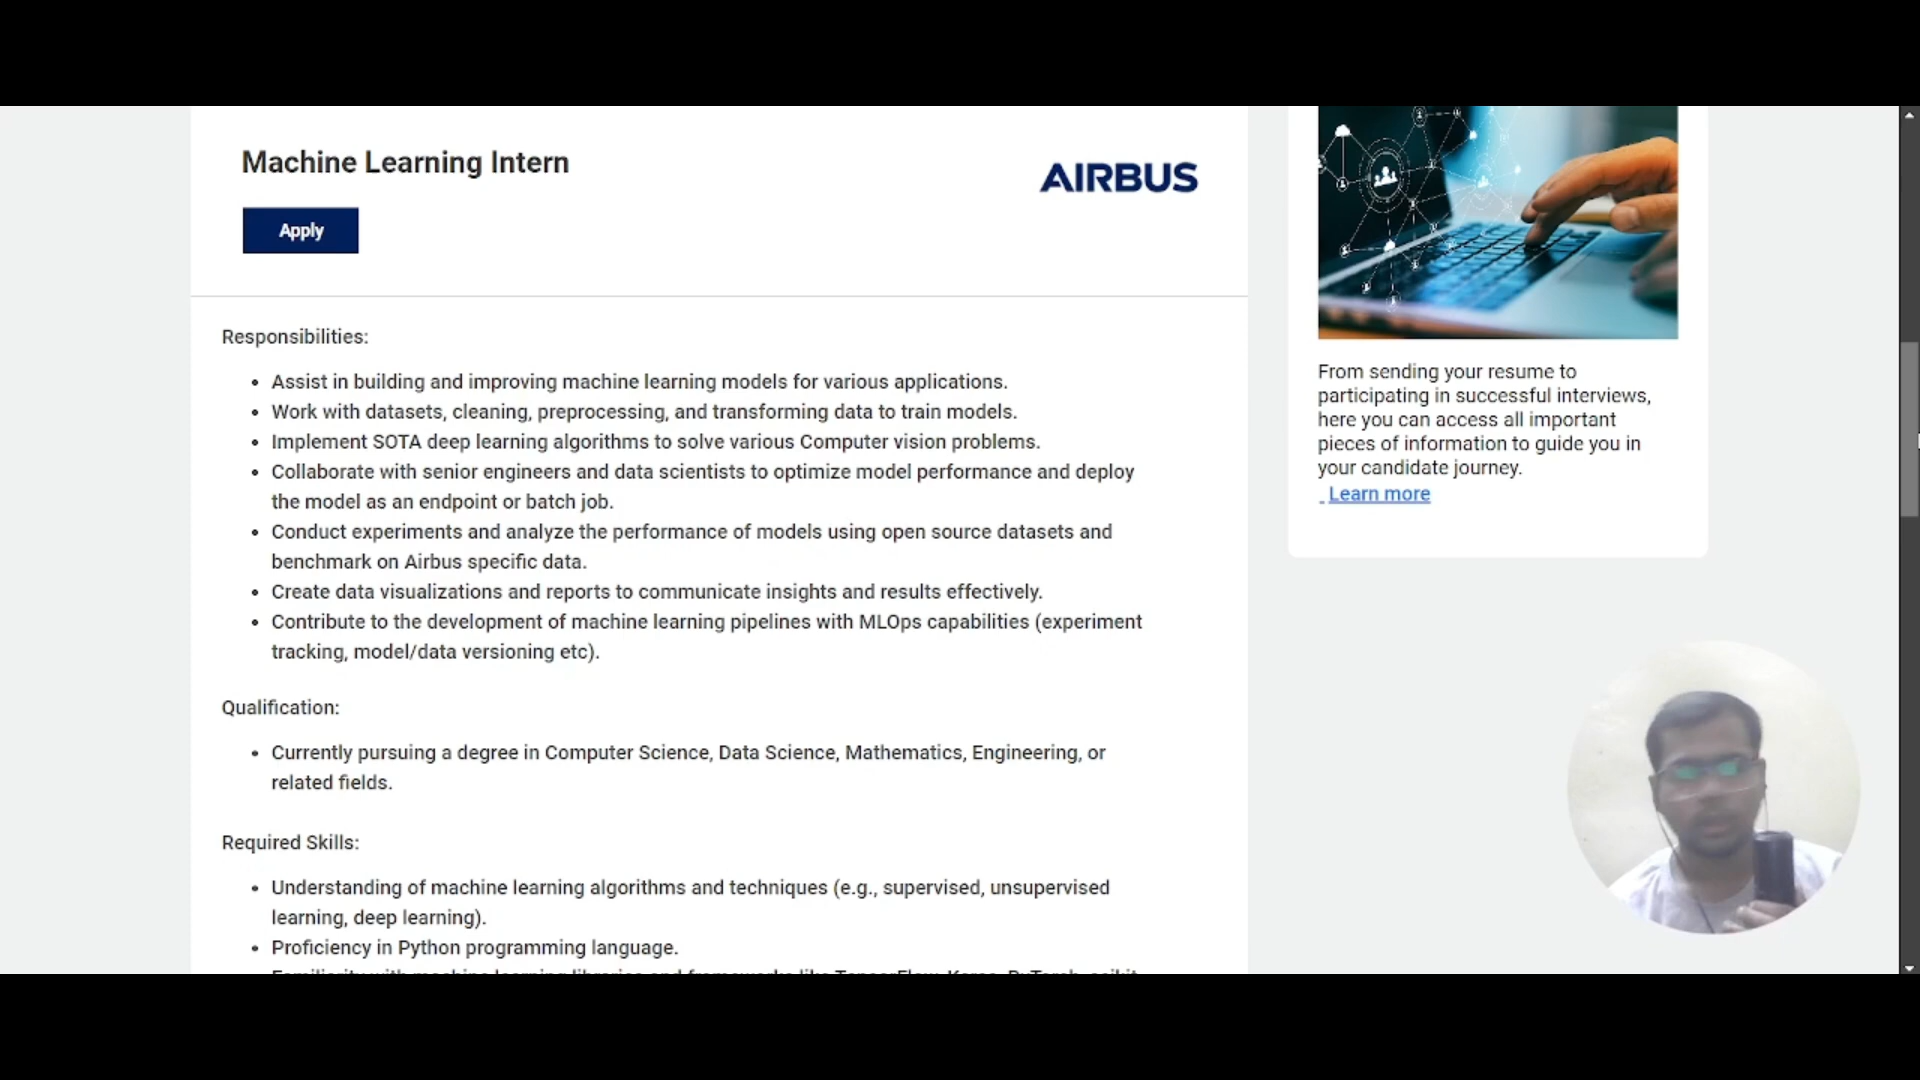 Machine Learning Intern
AIRBUS
Apply
Responsibilities:
• Assist in building and improving machine learning models for various applications.
• Work with datasets, cleaning, preprocessing, and transforming data to train models.
• Implement SOTA deep learning algorithms to solve various Computer vision problems.
• Collaborate with senior engineers and data scientists to optimize model performance and deploy
the model as an endpoint or batch job.
• Conduct experiments and analyze the performance of models using open source datasets and
benchmark on Airbus specific data.
• Create data visualizations and reports to communicate insights and results effectively.
• Contribute to the development of machine learning pipelines with MLOps capabilities (experiment
tracking, model/data versioning etc).
Qualification:
• Currently pursuing a degree in Computer Science, Data Science, Mathematics, Engineering, or
related fields.
Required Skills:
• Understanding of machine learning algorithms and techniques (e.g., supervised, unsupervised
learning, deep learning).
• Proficiency in Python programming language.
From sending your resume to
participating in successful interviews,
here you can access all important
pieces of information to guide you in
your candidate journey.
Learn more